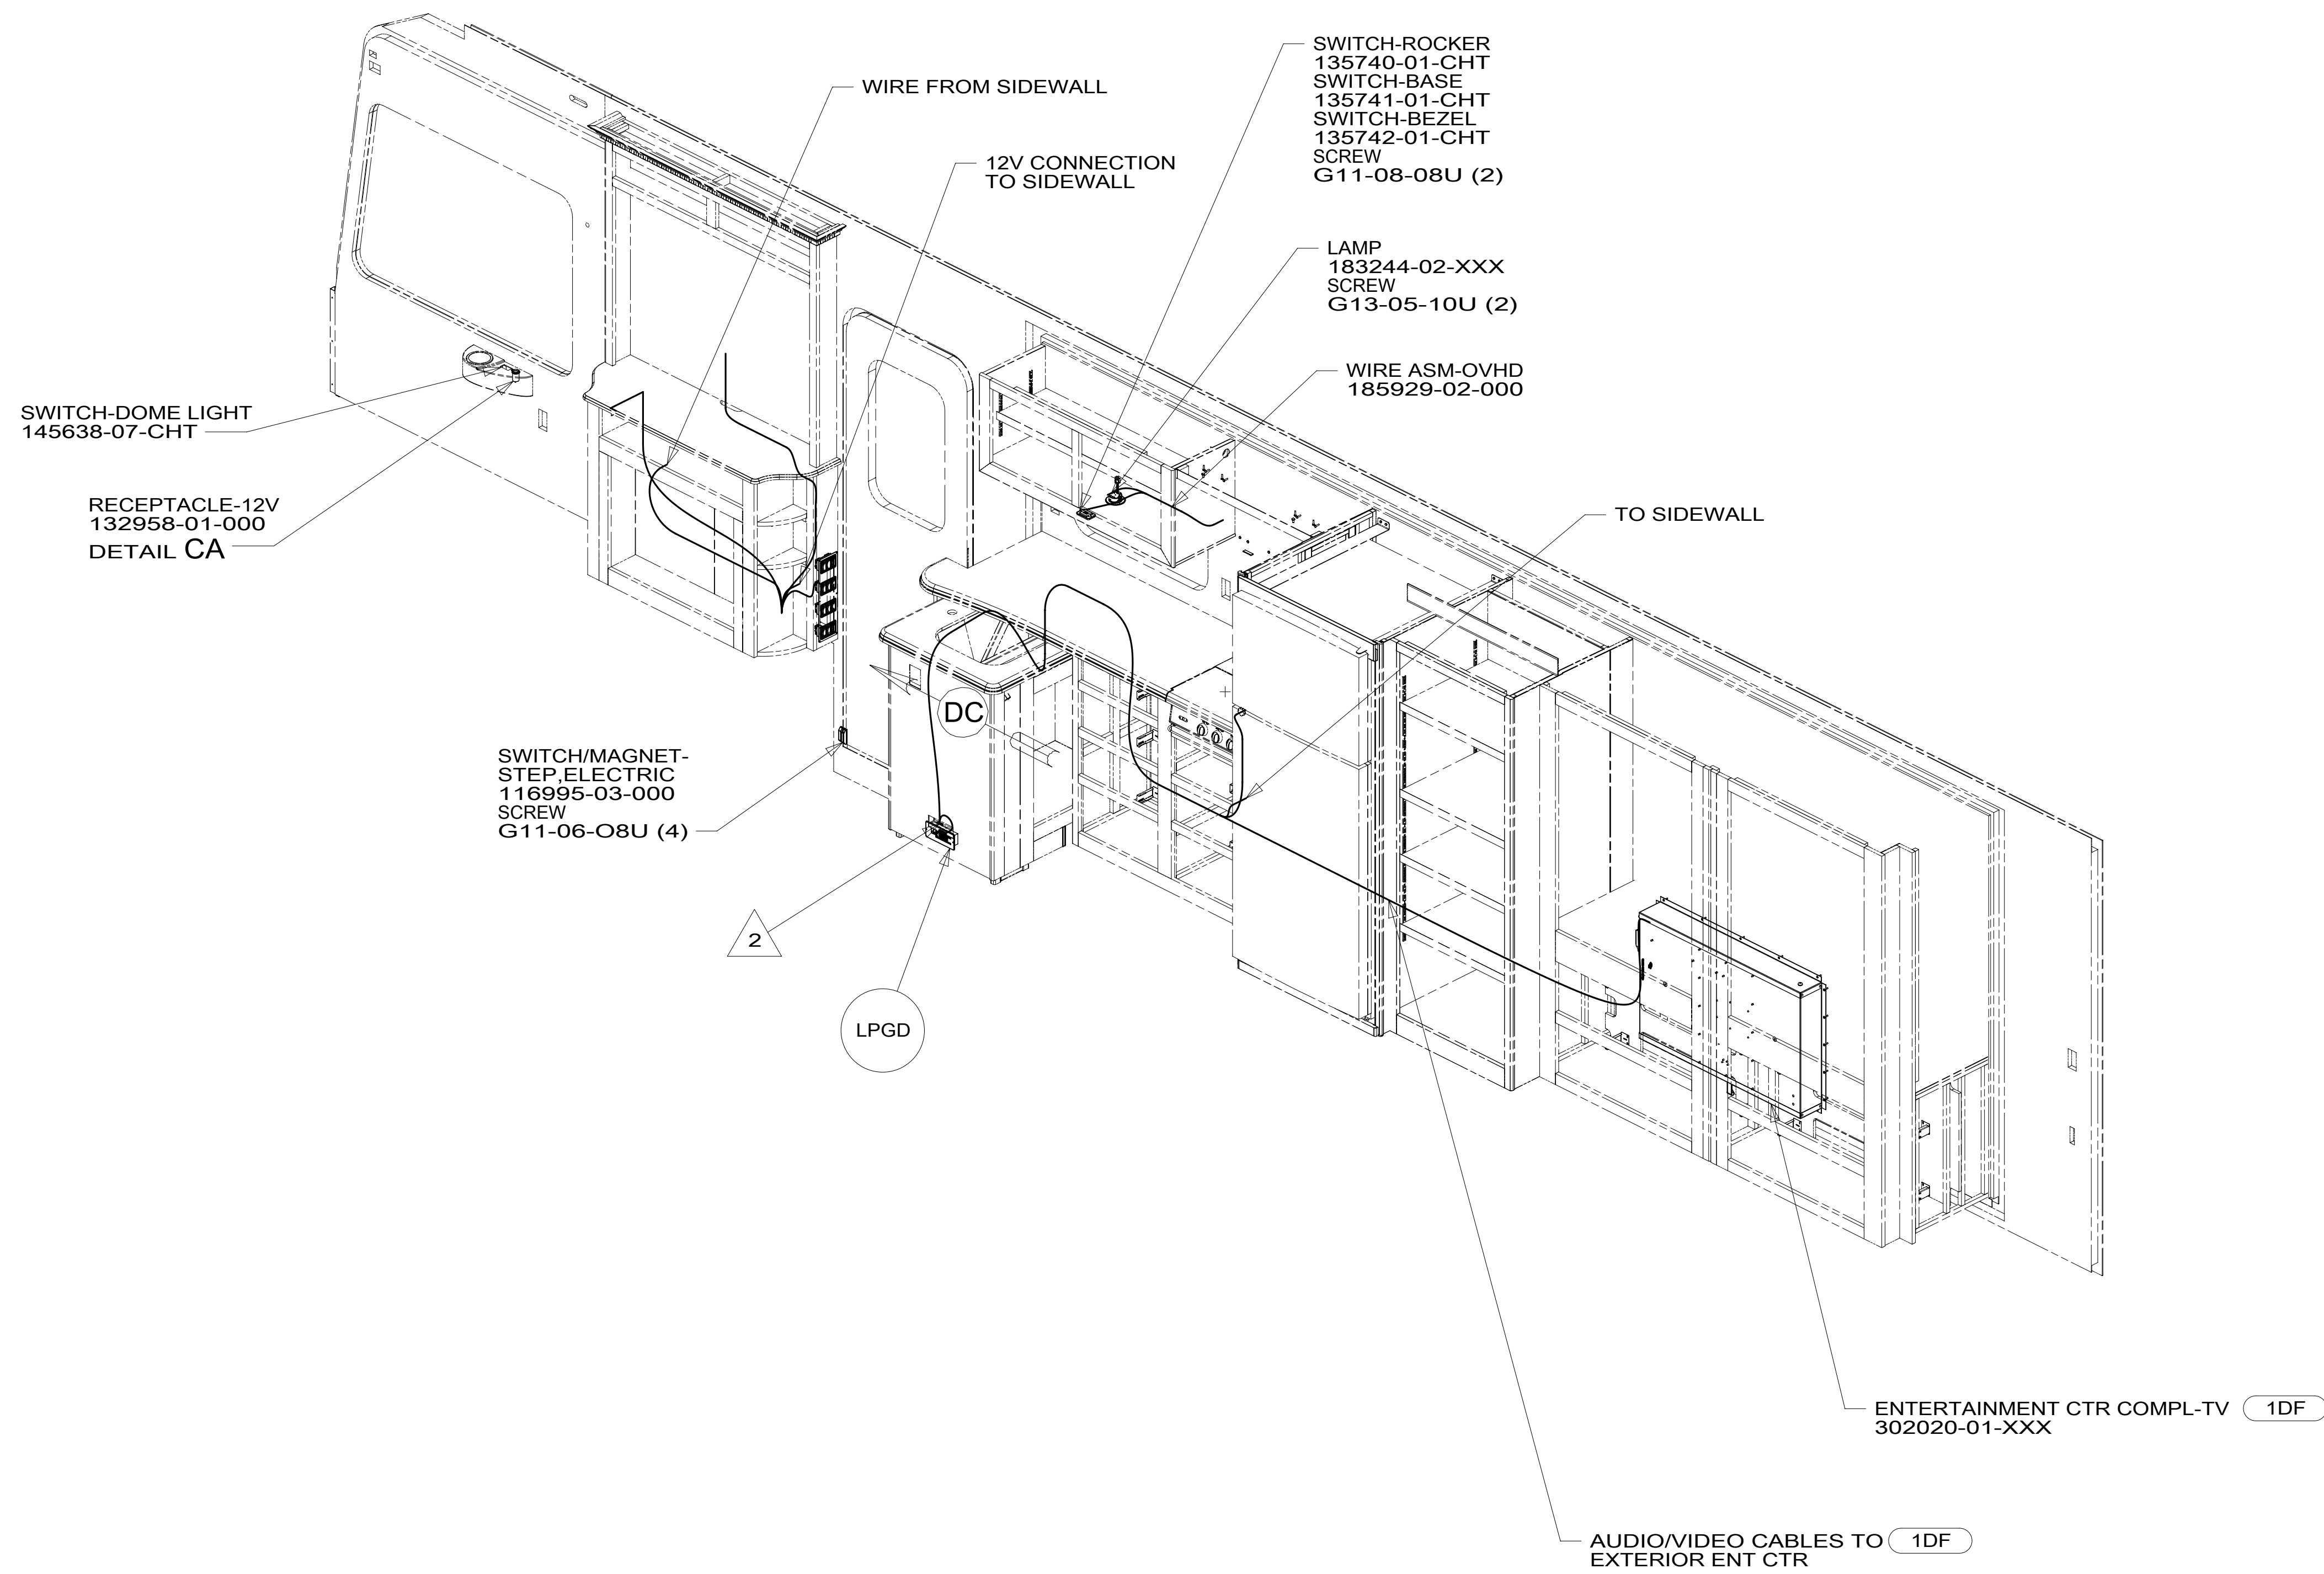 SWITCH-ROCKER
135740-01-CHT
SWITCH-BASE
135741-01-CHT
SWITCH-BEZEL
135742-01-CHT
SCREW
G11-08-08U (2)
WIRE FROM SIDEWALL
12V CONNECTION
TO SIDEWALL
LAMP
183244-02-XXX
SCREW
G13-05-10U (2)
WIRE ASM-OVHD
185929-02-000
SWITCH-DOME LIGHT
145638-07-CHT
RECEPTACLE-12V
132958-01-000
DETAIL CA
TO SIDEWALL
DC
SWITCH/MAGNET-
STEP,ELECTRIC
116995-03-000
SCREW
G11-06-O8U (4)
2
LPGD
ENTERTAINMENT CTR COMPL-TV 1DF
302020-01-XXX
AUDIO/VIDEO CABLES TO 1DF
EXTERIOR ENT CTR